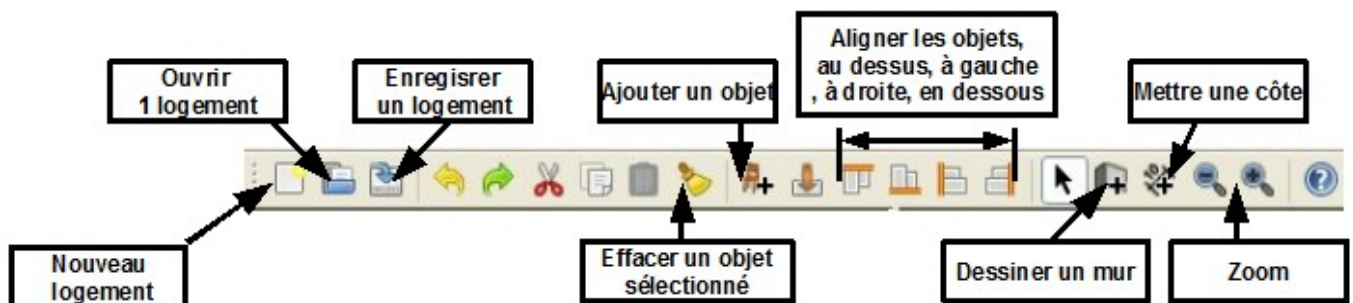 Ouvrir
1 logement
Enregisrer
un logement
Ajouter un objet
Aligner les objets,
au dessus, à gauche
, à droite, en dessous
Mettre une côte
Nouveau
logement
Effacer un objet
sélectionné
Dessiner un mur
Zoom